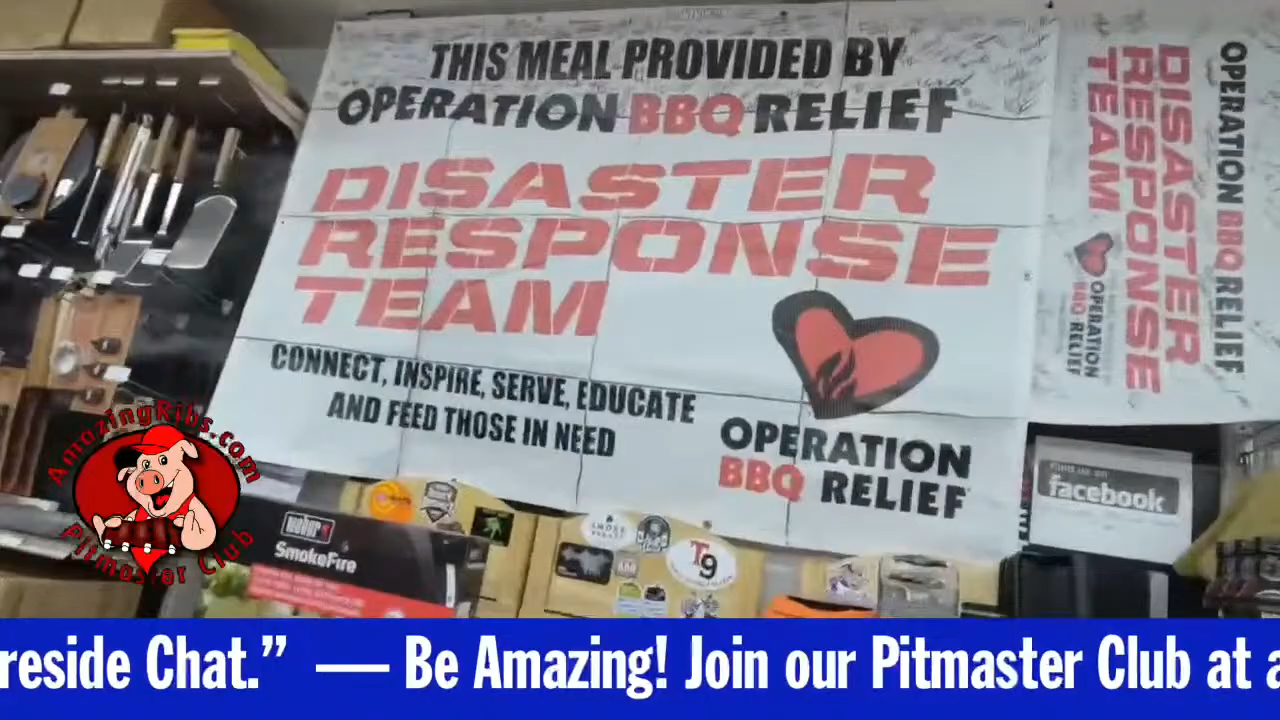 THIS MEAL PROVIDED BY
OPERATION BBQ RELIEF
DISASTER
RESPONSE
TEAM
CONNECT, INSPIRE, SERVE, EDUCATE
AND FEED THOSE IN NEED
OPERATION
BBQ RELIEF
OPERATION BBQ RELIEF
DISASTER
RESPONSE
TEAM
OPERATION
BBQ RELIEF
facebook
weber
SmokeFire
T9
AmazingRibs.com
Pitmaster Club
reside Chat.” — Be Amazing! Join our Pitmaster Club at a